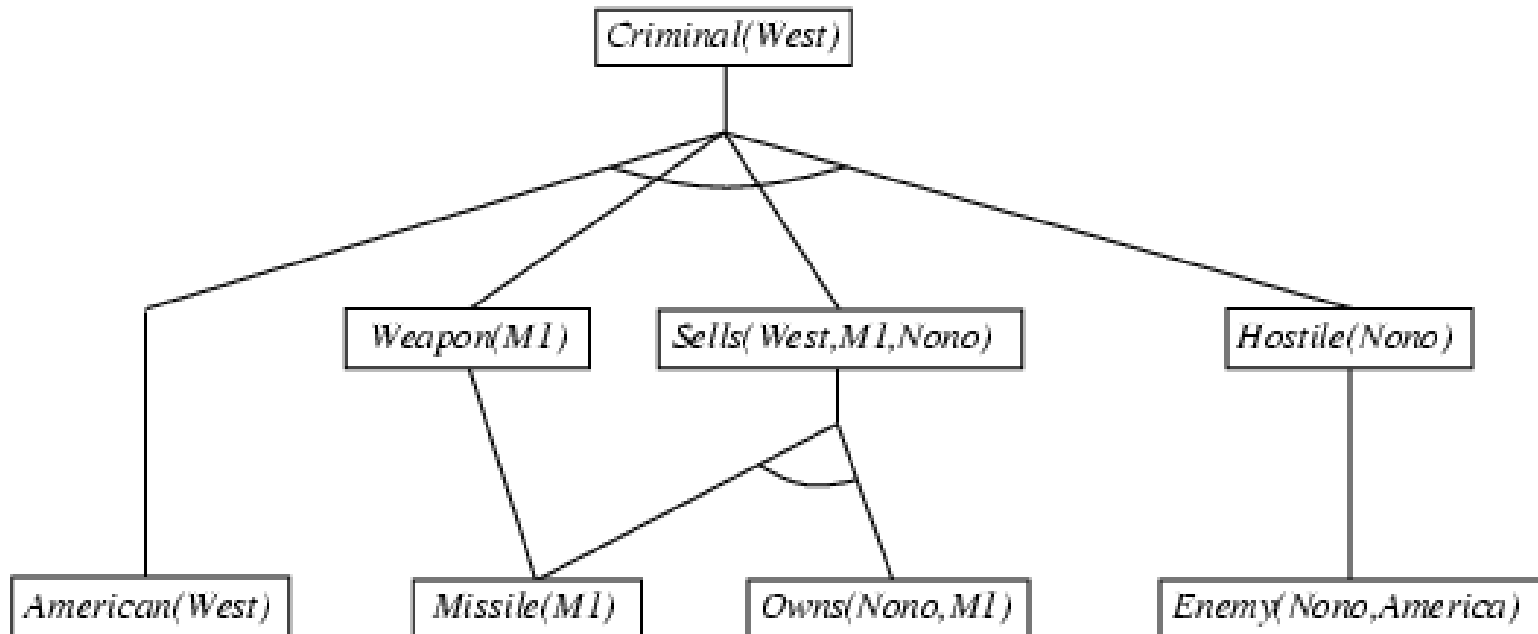 Criminal(West)
Weapon(M1)
Sells(West,M1,Nono)
Hostile(Nono)
American(West)
Missile(M1)
Owns(Nono,M1)
Enemy(Nono,America)